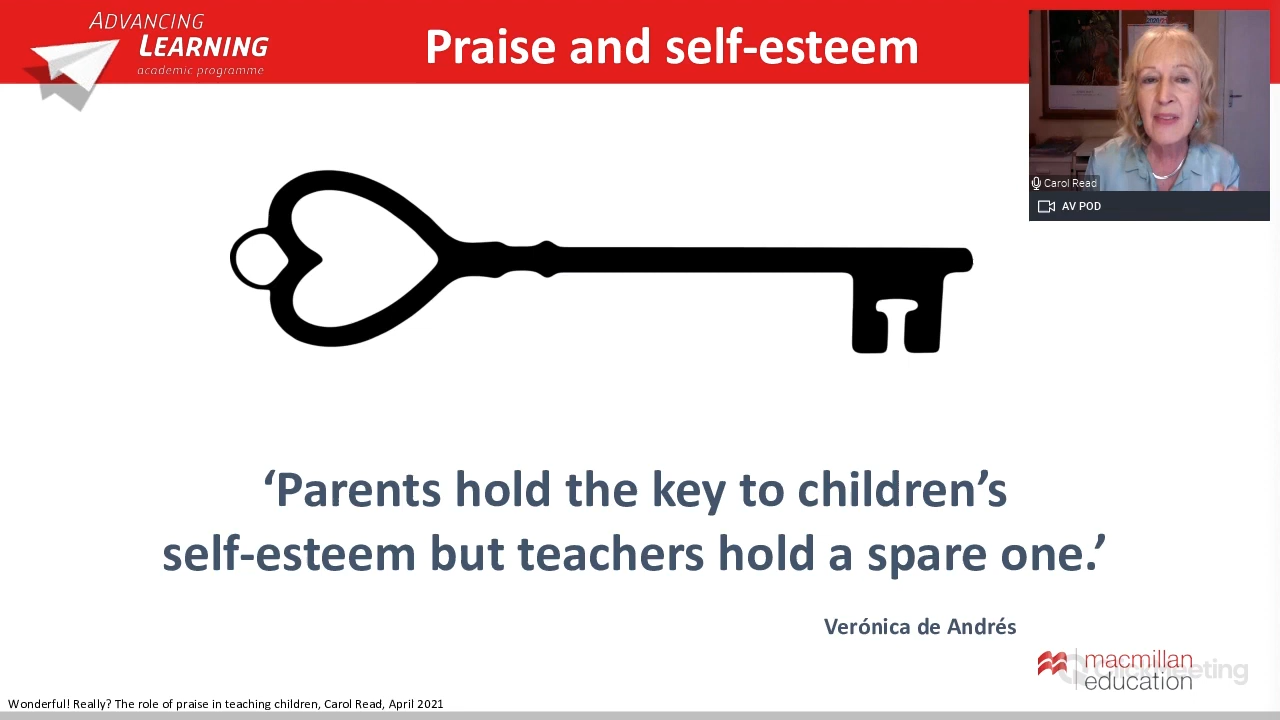 ADVANCING
LEARNING
academic programme
Praise and self-esteem
Carol Read
AV POD
‘Parents hold the key to children’s
self-esteem but teachers hold a spare one.’
Verónica de Andrés
macmillan
education
ClickMeeting
Wonderful! Really? The role of praise in teaching children, Carol Read, April 2021